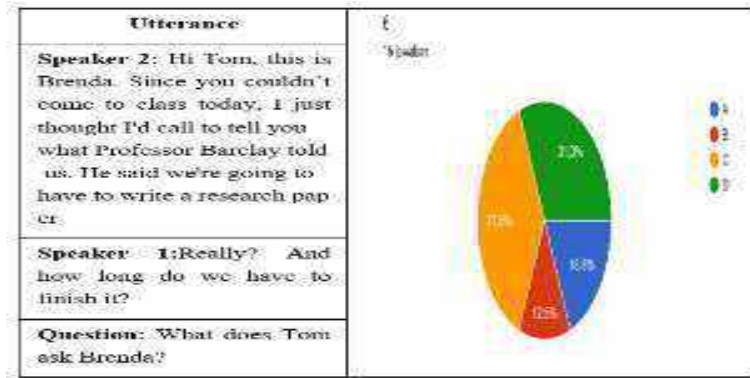 Utterance
Speaker 2: Hi Tom, this is
Brenda. Since you couldn't
come to class today, I just
thought I'd call to tell you
what Professor Barclay told
us. He said we're going to
have to write a research pap
er.
Speaker 1:Really? And
how long do we have to
finish it?
Question: What does Tom
ask Brenda?
A
B
C
D
12.5%